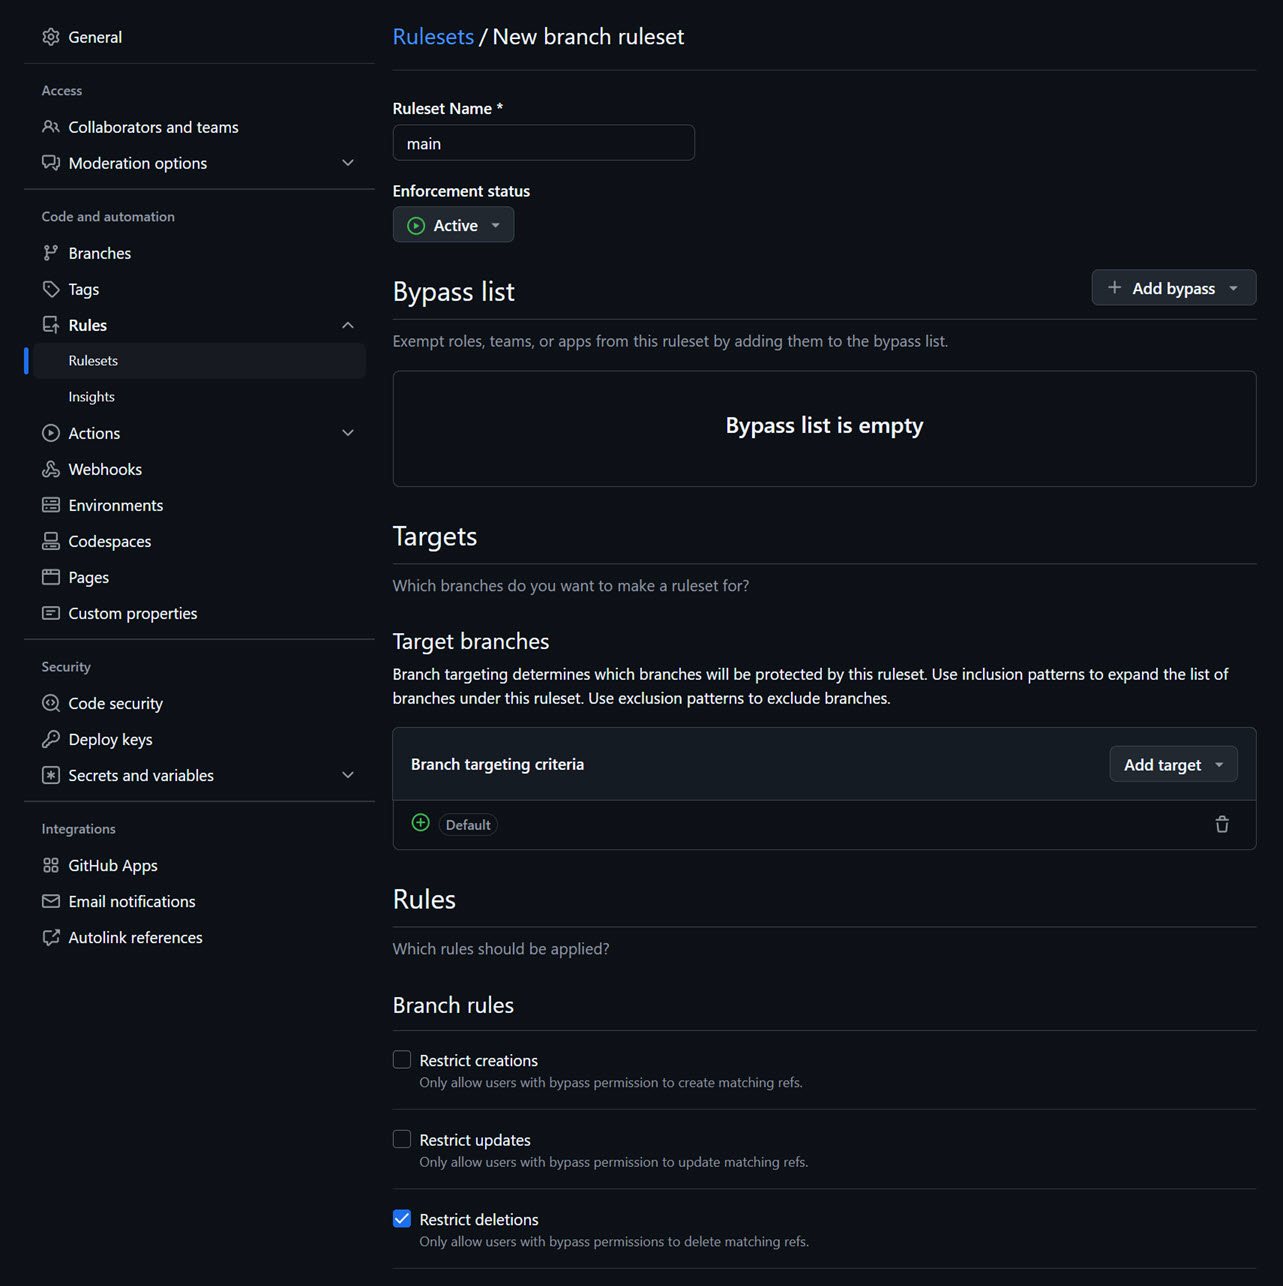 General
Access
Collaborators and teams
Moderation options
Code and automation
Branches
Tags
Rules
Rulesets
Insights
Actions
Webhooks
Environments
Codespaces
Pages
Custom properties
Security
Code security
Deploy keys
Secrets and variables
Integrations
GitHub Apps
Email notifications
Autolink references
Rulesets / New branch ruleset
Ruleset Name *
main
Enforcement status
Active
Bypass list
Add bypass
Exempt roles, teams, or apps from this ruleset by adding them to the bypass list.
Bypass list is empty
Targets
Which branches do you want to make a ruleset for?
Target branches
Branch targeting determines which branches will be protected by this ruleset. Use inclusion patterns to expand the list of
branches under this ruleset. Use exclusion patterns to exclude branches.
Branch targeting criteria
Add target
Default
Rules
Which rules should be applied?
Branch rules
Restrict creations
Only allow users with bypass permission to create matching refs.
Restrict updates
Only allow users with bypass permission to update matching refs.
Restrict deletions
Only allow users with bypass permissions to delete matching refs.